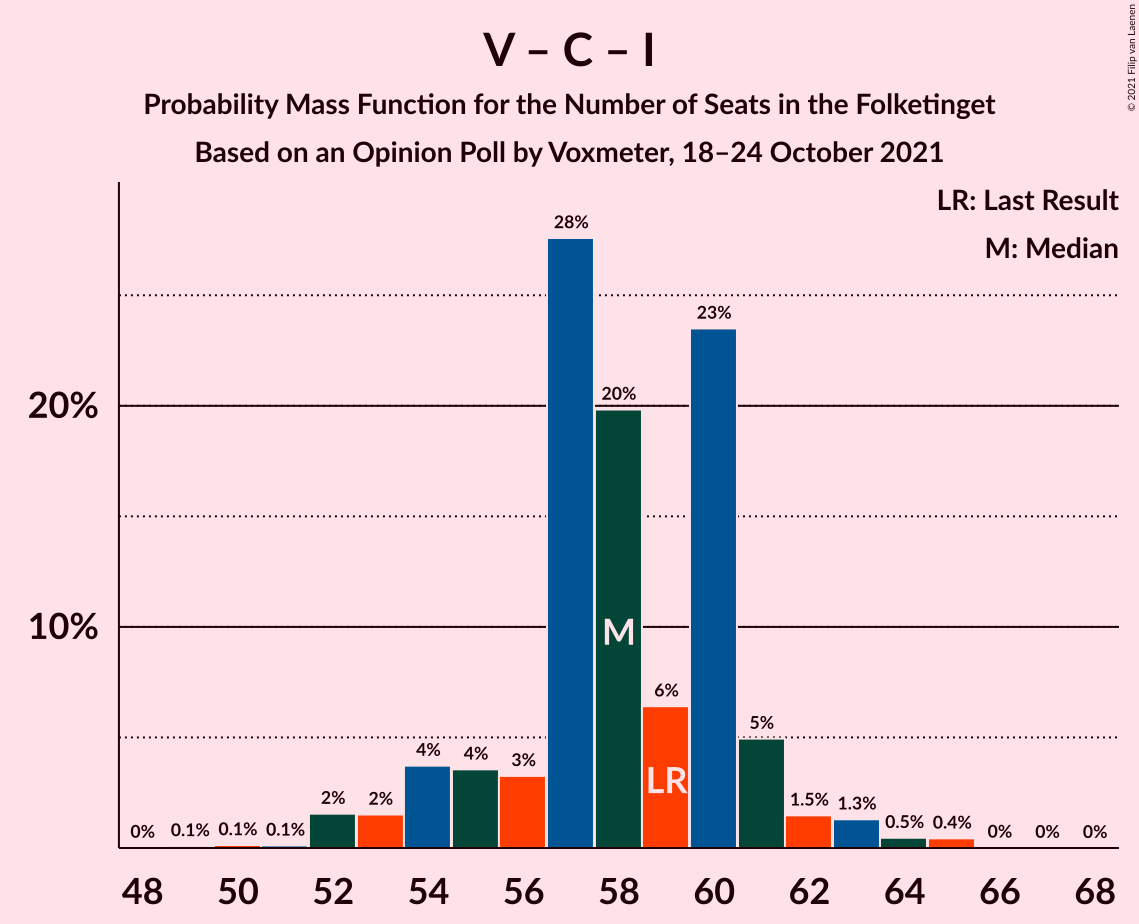 V – C – I
Probability Mass Function for the Number of Seats in the Folketinget
Based on an Opinion Poll by Voxmeter, 18–24 October 2021
© 2021 Filip van Laenen
LR: Last Result
M: Median
28%
23%
20%
20%
10%
M
6%
LR
5%
4%
4%
3%
2%
2%
1.5%
1.3%
0.5%
0.4%
0%
0.1%
0.1%
0.1%
0%
0%
0%
48 50 52 54 56 58 60 62 64 66 68